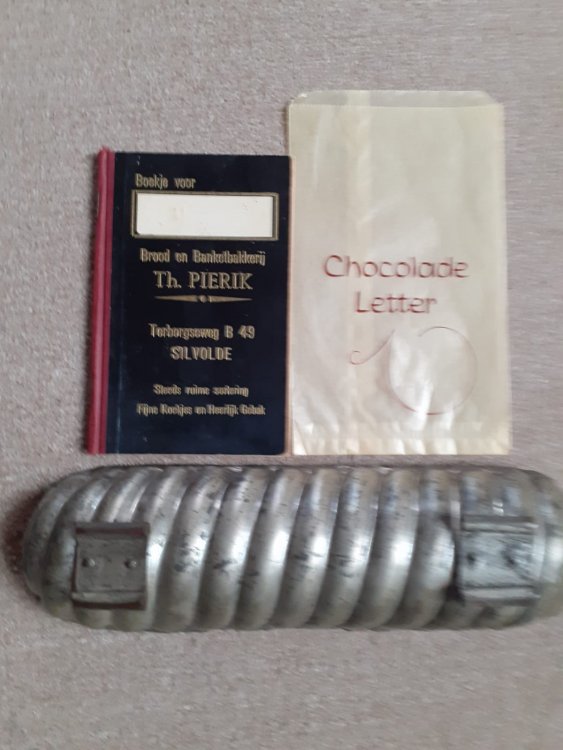 Boekje voor
Brood en Banketbakkerij
Th. PIERIK
Terborgseweg B 49
SILVOLDE
Steeds ruime sortering
Fijne Koekjes en Heerlijk Gebak
Chocolade
Letter